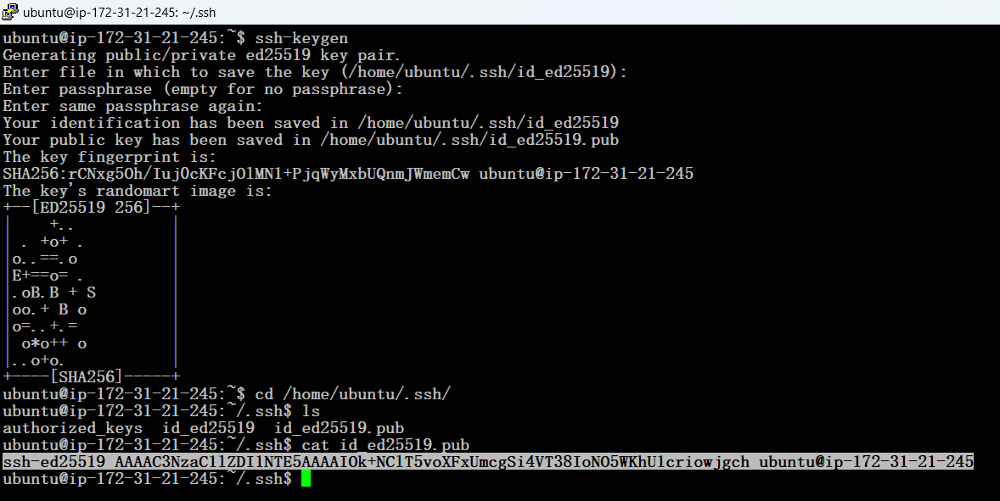 ubuntu@ip-172-31-21-245: ~/.ssh
ubuntu@ip-172-31-21-245:~$ ssh-keygen
Generating public/private ed25519 key pair.
Enter file in which to save the key (/home/ubuntu/.ssh/id_ed25519):
Enter passphrase (empty for no passphrase):
Enter same passphrase again:
Your identification has been saved in /home/ubuntu/.ssh/id_ed25519
Your public key has been saved in /home/ubuntu/.ssh/id_ed25519.pub
The key fingerprint is:
SHA256:rCNxg5Oh/Iuj0cKFcjOlMNl+PjqWyMxbUQnmJWmemCw ubuntu@ip-172-31-21-245
The key's randomart image is:
+--[ED25519 256]--+
|    +..          |
| . +o+ .         |
|o..==.o          |
|E+==o= .         |
|.oB.B + S        |
|oo.+ B o         |
|o=..+.=          |
| o*o++ o         |
|..o+o.           |
+----[SHA256]-----+
ubuntu@ip-172-31-21-245:~$ cd /home/ubuntu/.ssh/
ubuntu@ip-172-31-21-245:~/.ssh$ ls
authorized_keys  id_ed25519  id_ed25519.pub
ubuntu@ip-172-31-21-245:~/.ssh$ cat id_ed25519.pub
ssh-ed25519 AAAAC3NzaC1lZDI1NTE5AAAAIOk+NClT5voXFxUmcgSi4VT38IoNO5WKhUlcriowjgch ubuntu@ip-172-31-21-245
ubuntu@ip-172-31-21-245:~/.ssh$